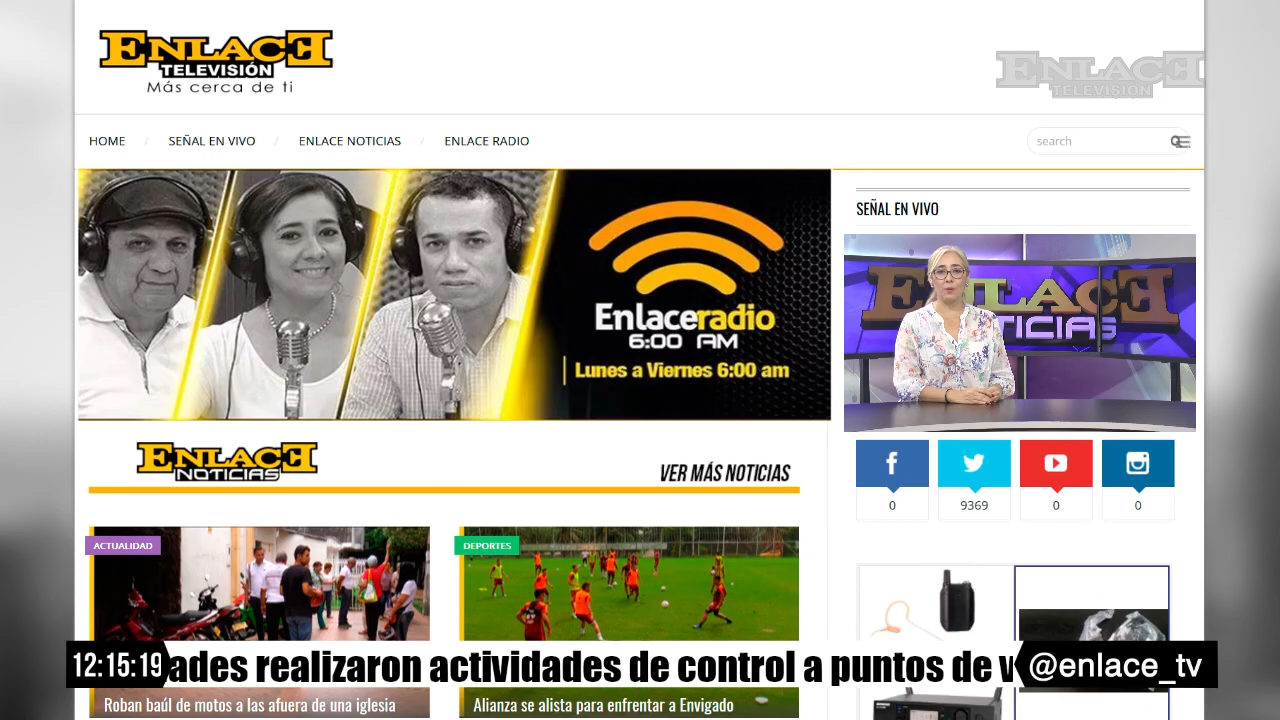 ENLACE
TELEVISIÓN
Más cerca de ti
ENLACE
TELEVISIÓN
HOME / SEÑAL EN VIVO / ENLACE NOTICIAS / ENLACE RADIO
search
SEÑAL EN VIVO
Enlaceradio
6:00 AM
Lunes a Viernes 6:00 am
ENLACE
TICIAS
ENLACE
NOTICIAS
VER MÁS NOTICIAS
0
9369
0
0
ACTUALIDAD
DEPORTES
12:15:19
ades realizaron actividades de control a puntos de
@enlace_tv
Roban baúl de motos a las afuera de una iglesia
Alianza se alista para enfrentar a Envigado